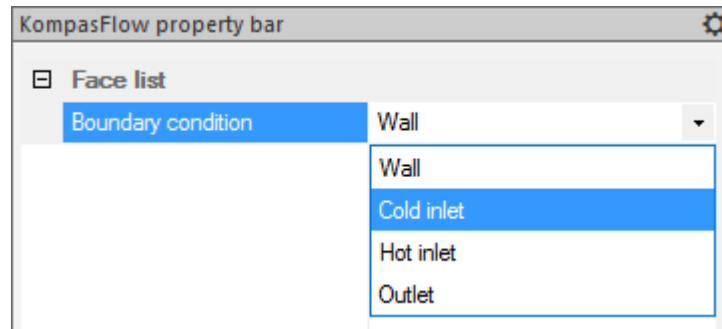 KompasFlow property bar
Face list
Boundary condition Wall
Wall
Cold inlet
Hot inlet
Outlet